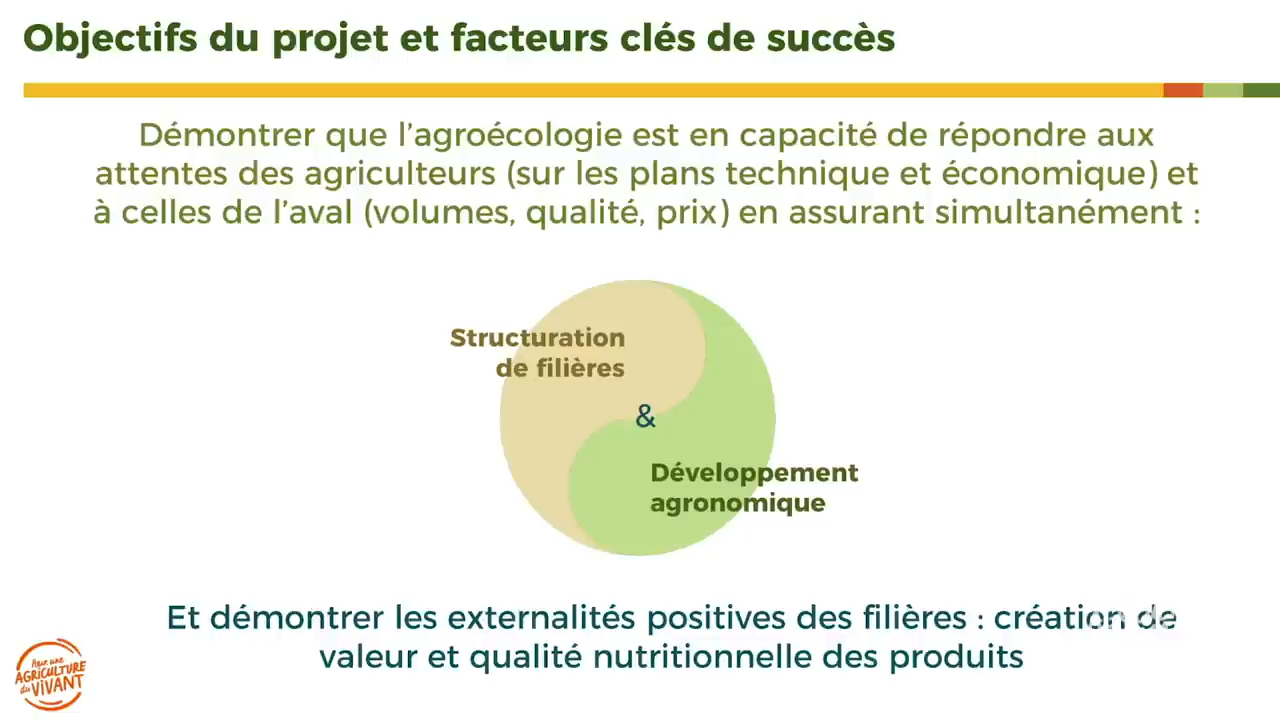 Objectifs du projet et facteurs clés de succès
Démontrer que l'agroécologie est en capacité de répondre aux
attentes des agriculteurs (sur les plans technique et économique) et
à celles de l'aval (volumes, qualité, prix) en assurant simultanément :
Structuration
de filières
&
Développement
agronomique
Et démontrer les externalités positives des filières : création de
valeur et qualité nutritionnelle des produits
Pour une
AGRICULTURE
du VIVANT